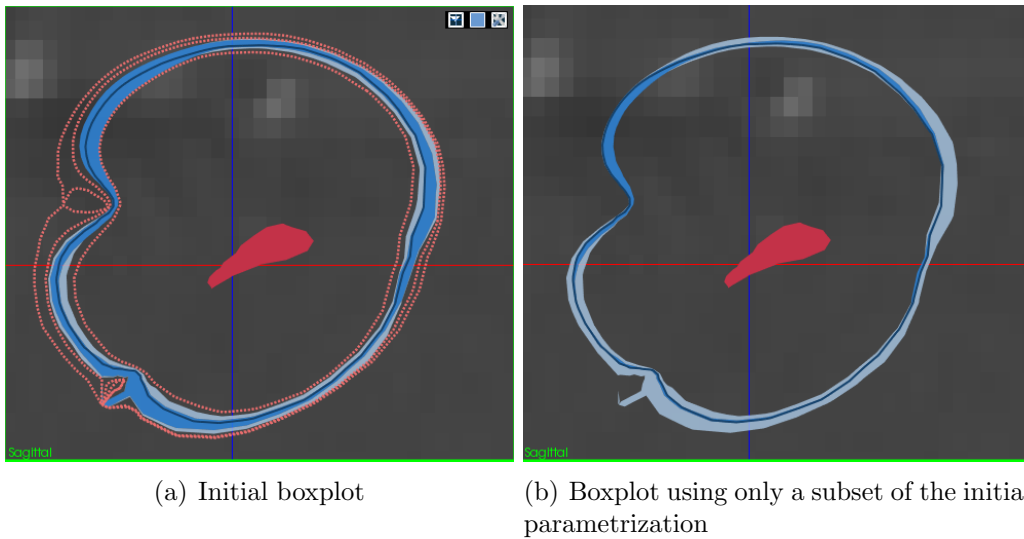 Sagittal
Sagittal
(a) Initial boxplot
(b) Boxplot using only a subset of the initia
parametrization